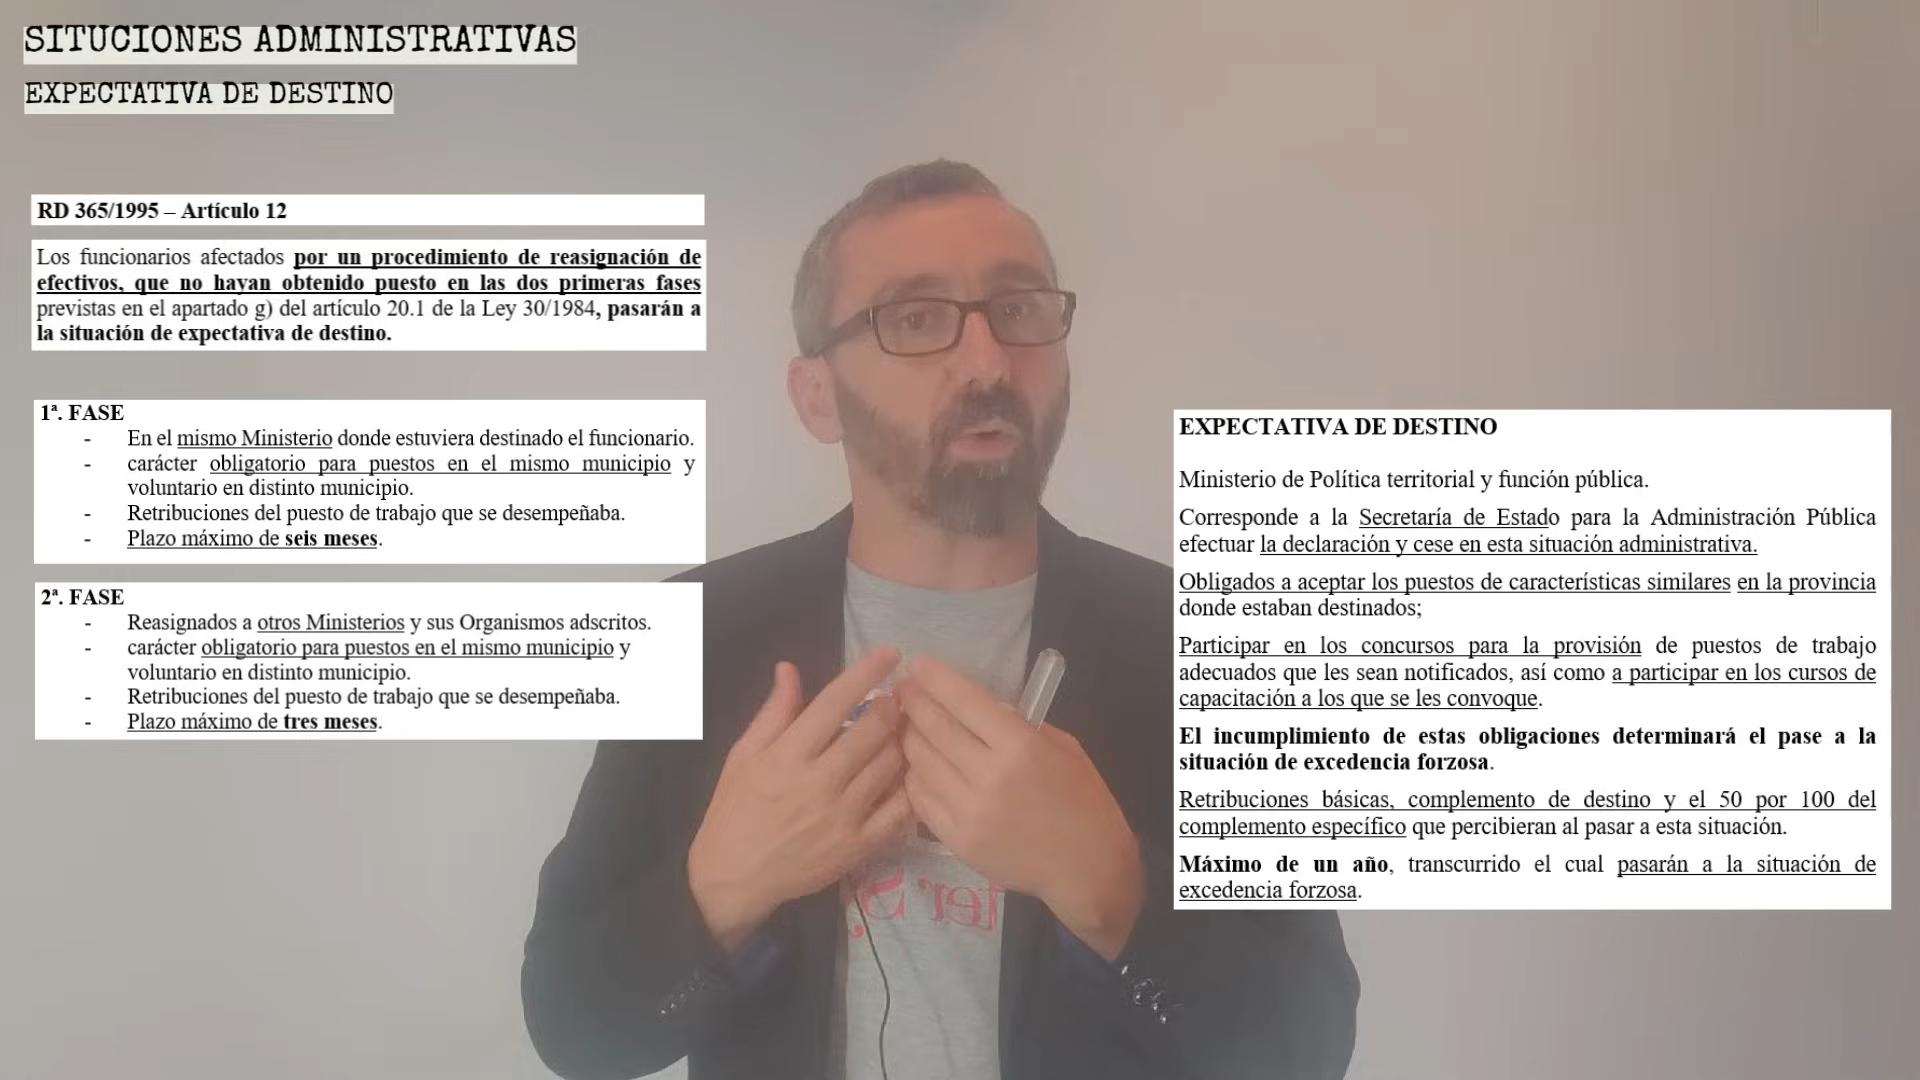 SITUCIONES ADMINISTRATIVAS
EXPECTATIVA DE DESTINO
RD 365/1995 – Artículo 12
Los funcionarios afectados por un procedimiento de reasignación de
efectivos, que no hayan obtenido puesto en las dos primeras fases
previstas en el apartado g) del artículo 20.1 de la Ley 30/1984, pasarán a
la situación de expectativa de destino.
1ª. FASE
- En el mismo Ministerio donde estuviera destinado el funcionario.
- carácter obligatorio para puestos en el mismo municipio y
voluntario en distinto municipio.
- Retribuciones del puesto de trabajo que se desempeñaba.
- Plazo máximo de seis meses.
2ª. FASE
- Reasignados a otros Ministerios y sus Organismos adscritos.
- carácter obligatorio para puestos en el mismo municipio y
voluntario en distinto municipio.
- Retribuciones del puesto de trabajo que se desempeñaba.
- Plazo máximo de tres meses.
EXPECTATIVA DE DESTINO
Ministerio de Política territorial y función pública.
Corresponde a la Secretaría de Estado para la Administración Pública
efectuar la declaración y cese en esta situación administrativa.
Obligados a aceptar los puestos de características similares en la provincia
donde estaban destinados;
Participar en los concursos para la provisión de puestos de trabajo
adecuados que les sean notificados, así como a participar en los cursos de
capacitación a los que se les convoque.
El incumplimiento de estas obligaciones determinará el pase a la
situación de excedencia forzosa.
Retribuciones básicas, complemento de destino y el 50 por 100 del
complemento específico que percibieran al pasar a esta situación.
Máximo de un año, transcurrido el cual pasarán a la situación de
excedencia forzosa.